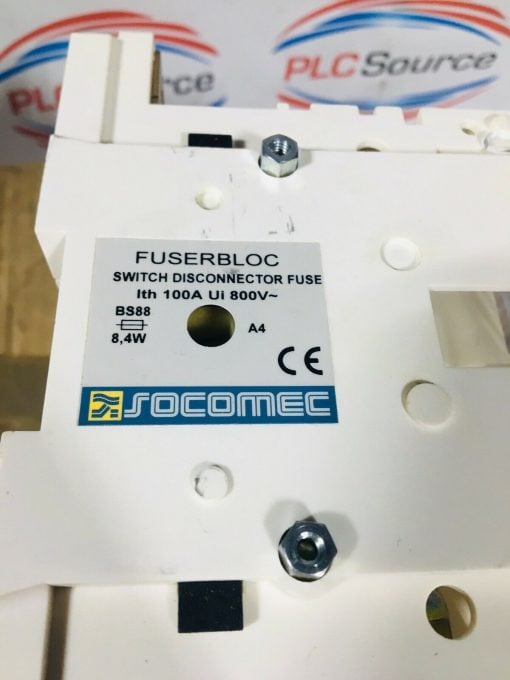 PLCSource
PLCSource
FUSERBLOC
SWITCH DISCONNECTOR FUSE
Ith 100A Ui 800V~
BS88
8,4W
A4
CE
SOCOMEC